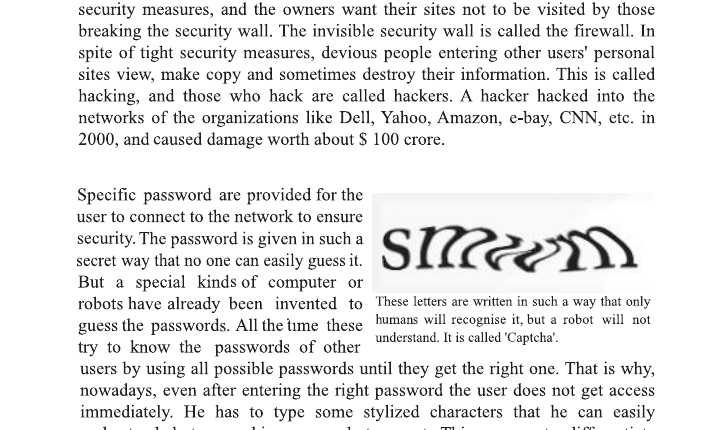 security measures, and the owners want their sites not to be visited by those
breaking the security wall. The invisible security wall is called the firewall. In
spite of tight security measures, devious people entering other users' personal
sites view, make copy and sometimes destroy their information. This is called
hacking, and those who hack are called hackers. A hacker hacked into the
networks of the organizations like Dell, Yahoo, Amazon, e-bay, CNN, etc. in
2000, and caused damage worth about $ 100 crore.
Specific password are provided for the
user to connect to the network to ensure
security. The password is given in such a
secret way that no one can easily guess it.
But a special kinds of computer or
robots have already been invented to
guess the passwords. All the time these
try to know the passwords of other
smwm
These letters are written in such a way that only
humans will recognise it, but a robot will not
understand. It is called 'Captcha'.
users by using all possible passwords until they get the right one. That is why,
nowadays, even after entering the right password the user does not get access
immediately. He has to type some stylized characters that he can easily